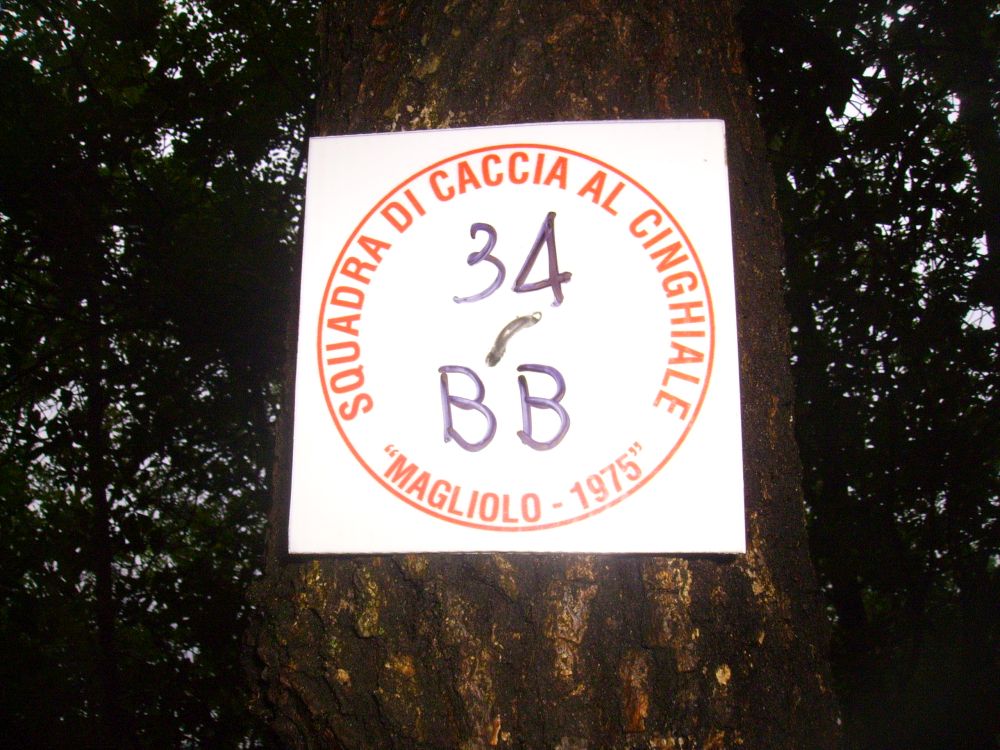 SQUADRA DI CACCIA AL CINGHIALE
34
BB
"MAGLIOLO - 1975"